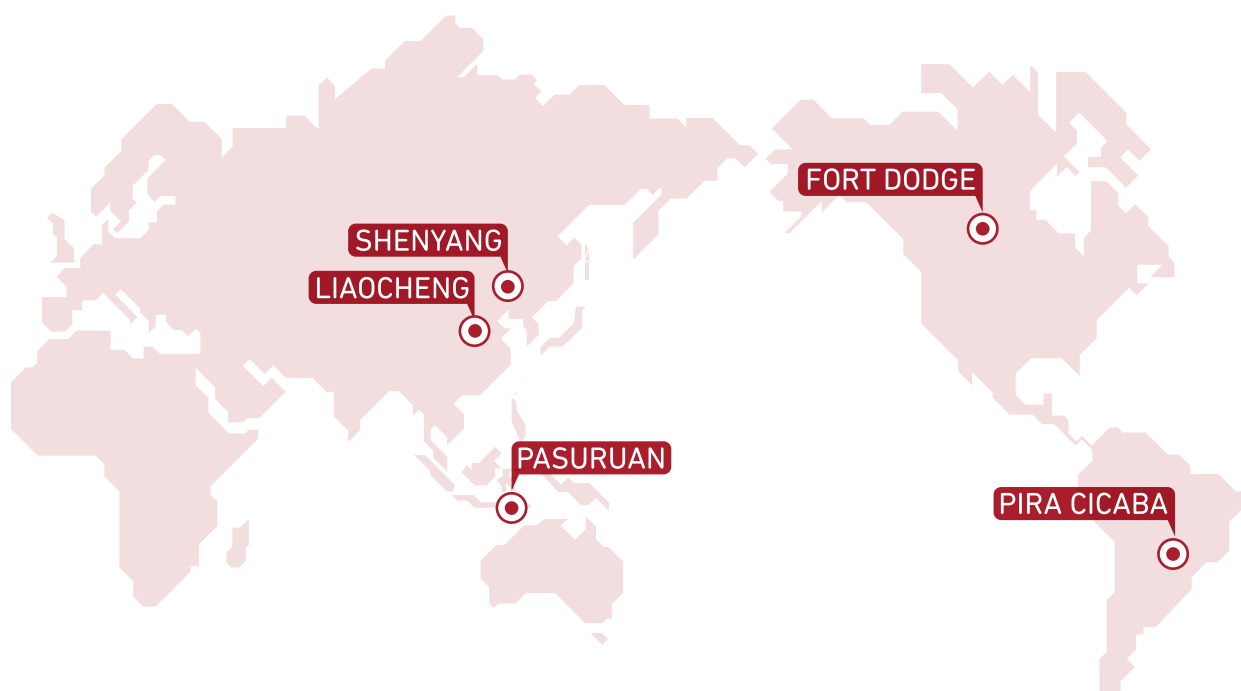 FORT DODGE
SHENYANG
LIAOCHENG
PASURUAN
PIRA CICABA